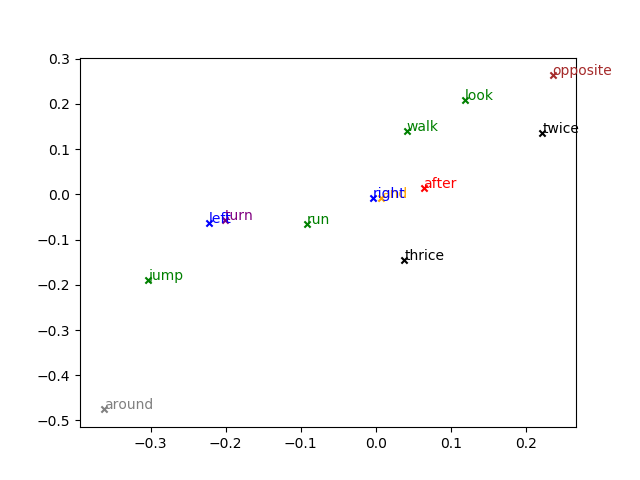 0.3
opposite
look
0.2
twice
walk
0.1
after
right
and
0.0
left
turn
run
−0.1
thrice
jump
−0.2
−0.3
−0.4
around
−0.5
−0.3 −0.2 −0.1 0.0 0.1 0.2